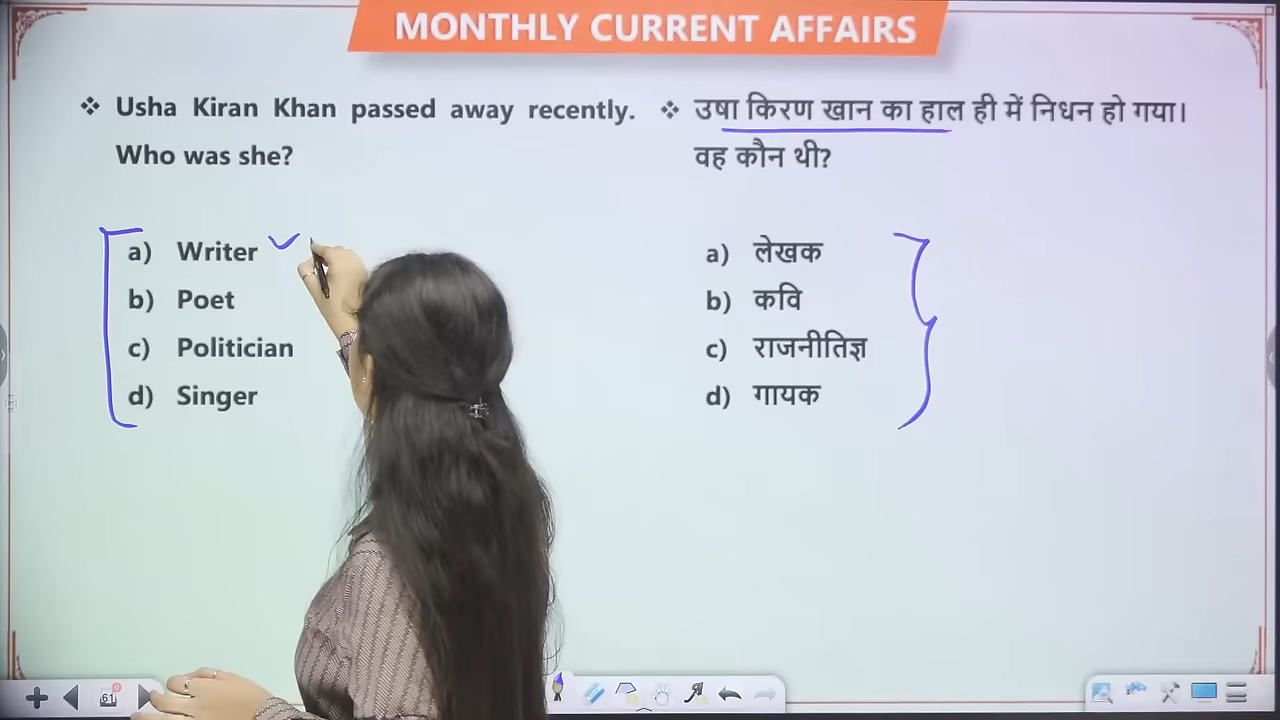 MONTHLY CURRENT AFFAIRS
❖ Usha Kiran Khan passed away recently.
Who was she?
a) Writer
b) Poet
c) Politician
d) Singer
❖ उषा किरण खान का हाल ही में निधन हो गया।
वह कौन थी?
a) लेखक
b) कवि
c) राजनीतिज्ञ
d) गायक
61